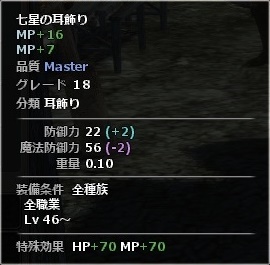 七星の耳飾り
MP+16
MP+7
品質 Master
グレード 18
分類 耳飾り
防御力 22 (+2)
魔法防御力 56 (-2)
重量 0.10
装備条件 全種族
全職業
Lv 46～
特殊効果 HP+70 MP+70